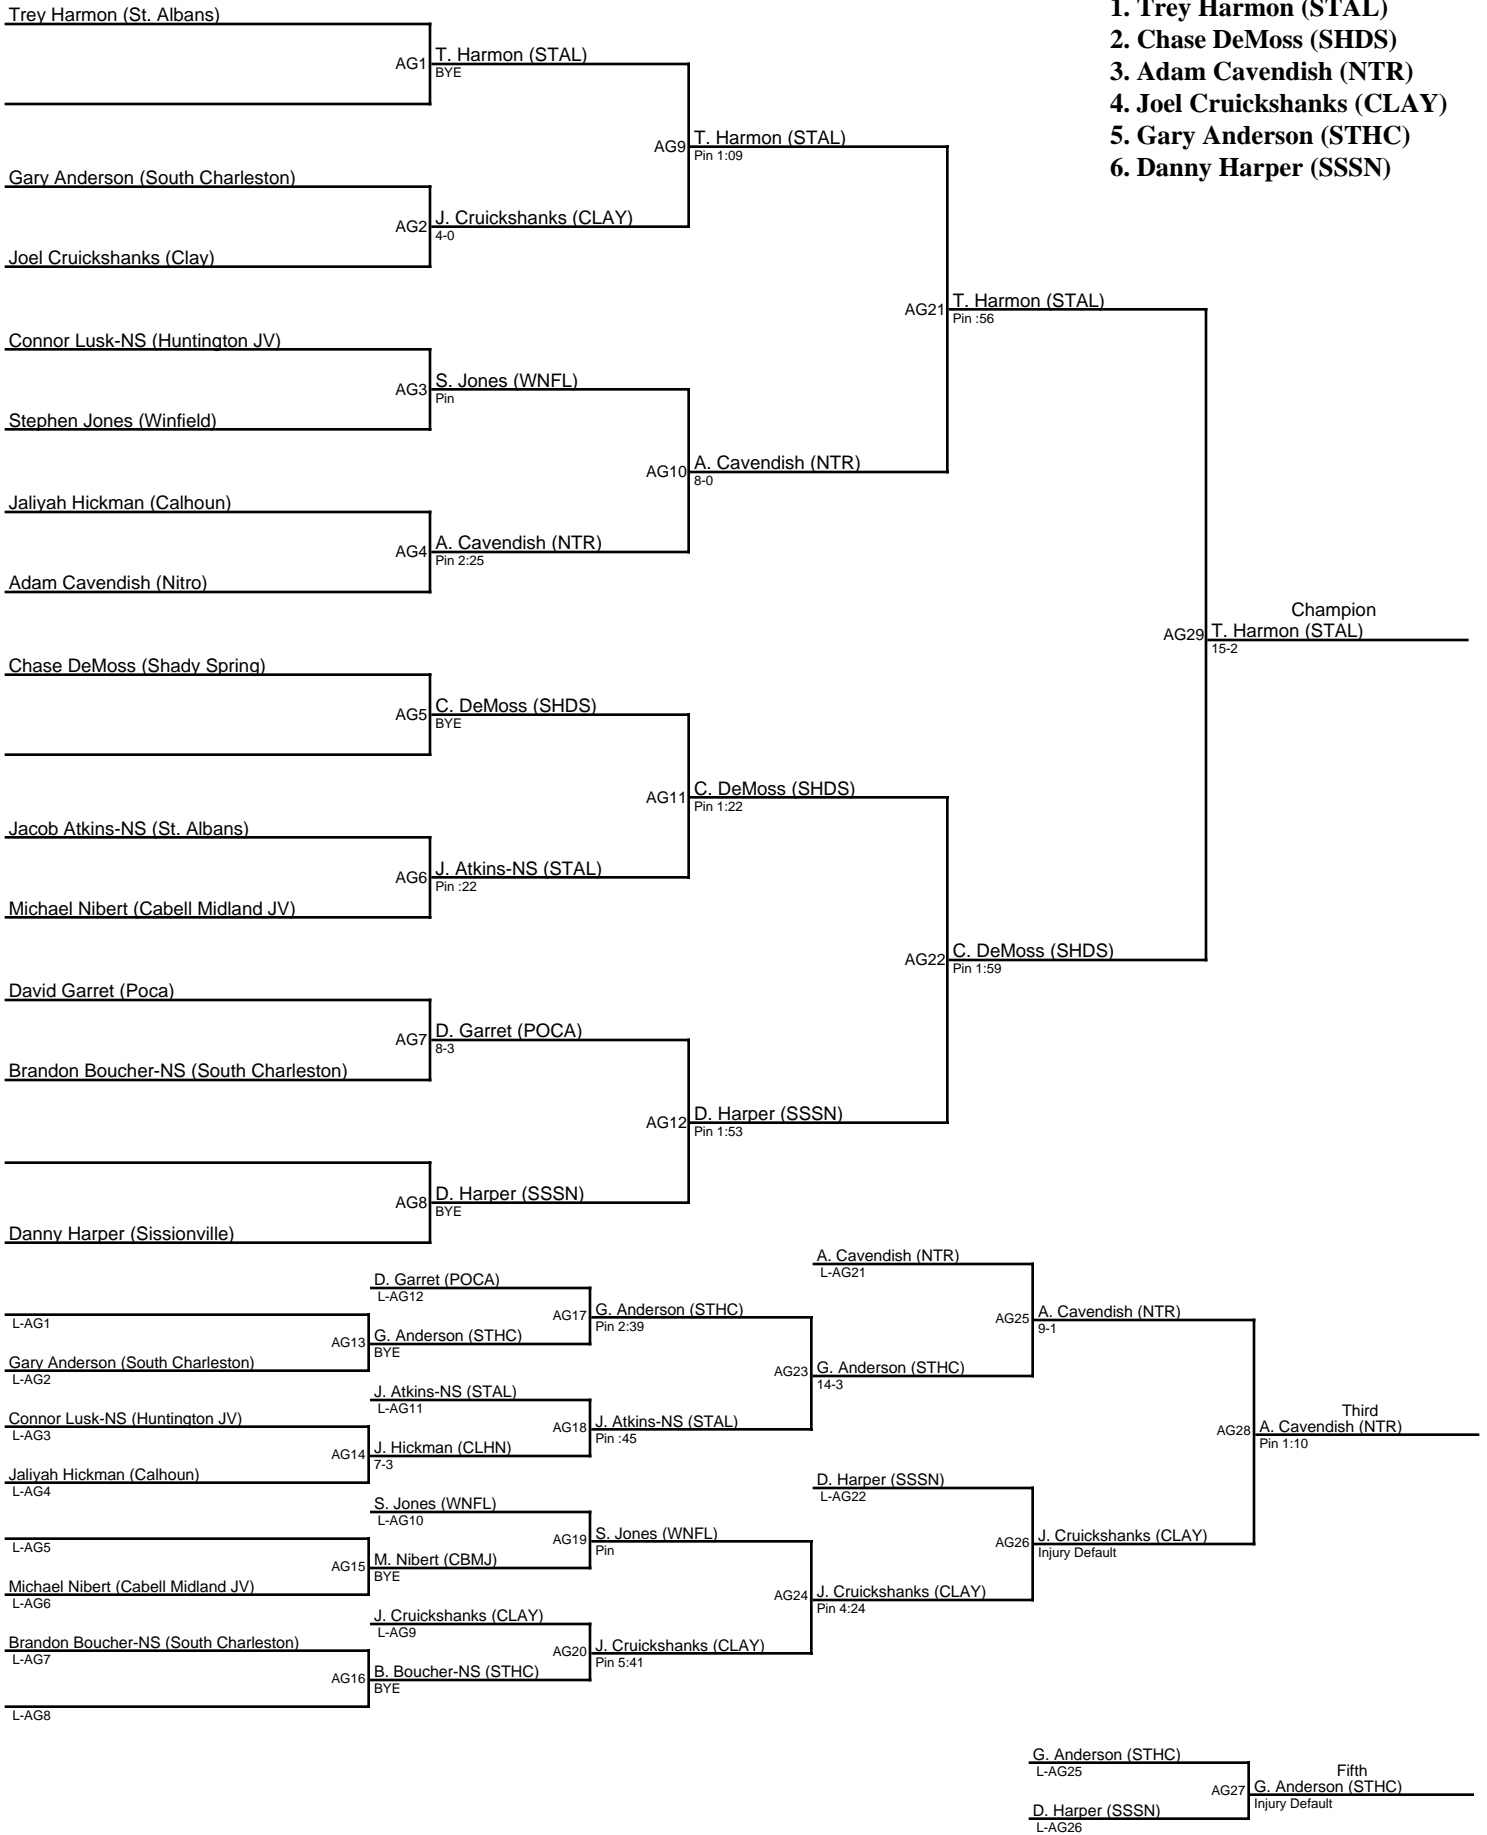 1. Trey Harmon (STAL)
2. Chase DeMoss (SHDS)
3. Adam Cavendish (NTR)
4. Joel Cruickshanks (CLAY)
5. Gary Anderson (STHC)
6. Danny Harper (SSSN)
Trey Harmon (St. Albans)
AG1
T. Harmon (STAL)
BYE
Gary Anderson (South Charleston)
AG2
J. Cruickshanks (CLAY)
4-0
Joel Cruickshanks (Clay)
AG9
T. Harmon (STAL)
Pin 1:09
Connor Lusk-NS (Huntington JV)
AG3
S. Jones (WNFL)
Pin
Stephen Jones (Winfield)
Jaliyah Hickman (Calhoun)
AG4
A. Cavendish (NTR)
Pin 2:25
Adam Cavendish (Nitro)
AG10
A. Cavendish (NTR)
8-0
AG21
T. Harmon (STAL)
Pin :56
Chase DeMoss (Shady Spring)
AG5
C. DeMoss (SHDS)
BYE
Jacob Atkins-NS (St. Albans)
AG6
J. Atkins-NS (STAL)
Pin :22
Michael Nibert (Cabell Midland JV)
AG11
C. DeMoss (SHDS)
Pin 1:22
David Garret (Poca)
AG7
D. Garret (POCA)
8-3
Brandon Boucher-NS (South Charleston)
AG8
D. Harper (SSSN)
BYE
Danny Harper (Sissionville)
AG12
D. Harper (SSSN)
Pin 1:53
AG22
C. DeMoss (SHDS)
Pin 1:59
Champion
AG29
T. Harmon (STAL)
15-2
L-AG1
Gary Anderson (South Charleston)
L-AG2
AG13
G. Anderson (STHC)
BYE
D. Garret (POCA)
L-AG12
AG17
G. Anderson (STHC)
Pin 2:39
Connor Lusk-NS (Huntington JV)
L-AG3
Jaliyah Hickman (Calhoun)
L-AG4
AG14
J. Hickman (CLHN)
7-3
J. Atkins-NS (STAL)
L-AG11
AG18
J. Atkins-NS (STAL)
Pin :45
AG23
G. Anderson (STHC)
14-3
A. Cavendish (NTR)
L-AG21
AG25
A. Cavendish (NTR)
9-1
L-AG5
Michael Nibert (Cabell Midland JV)
L-AG6
AG15
M. Nibert (CBMJ)
BYE
S. Jones (WNFL)
L-AG10
AG19
S. Jones (WNFL)
Pin
Brandon Boucher-NS (South Charleston)
L-AG7
L-AG8
AG16
B. Boucher-NS (STHC)
BYE
J. Cruickshanks (CLAY)
L-AG9
AG20
J. Cruickshanks (CLAY)
Pin 5:41
AG24
J. Cruickshanks (CLAY)
Pin 4:24
D. Harper (SSSN)
L-AG22
AG26
J. Cruickshanks (CLAY)
Injury Default
Third
AG28
A. Cavendish (NTR)
Pin 1:10
G. Anderson (STHC)
L-AG25
D. Harper (SSSN)
L-AG26
Fifth
AG27
G. Anderson (STHC)
Injury Default